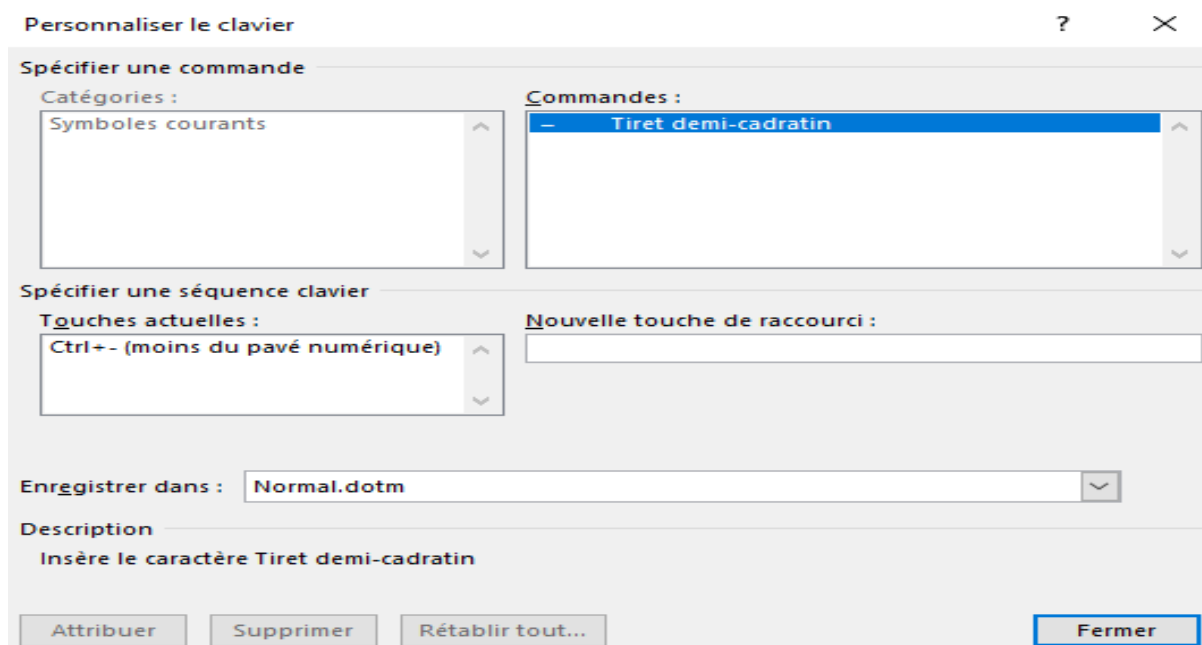 Personnaliser le clavier ? ✕
Spécifier une commande
Catégories :
Symboles courants
Commandes :
– Tiret demi-cadratin
Spécifier une séquence clavier
Touches actuelles :
Ctrl+- (moins du pavé numérique)
Nouvelle touche de raccourci :
Enregistrer dans : Normal.dotm
Description
Insère le caractère Tiret demi-cadratin
Attribuer Supprimer Rétablir tout... Fermer